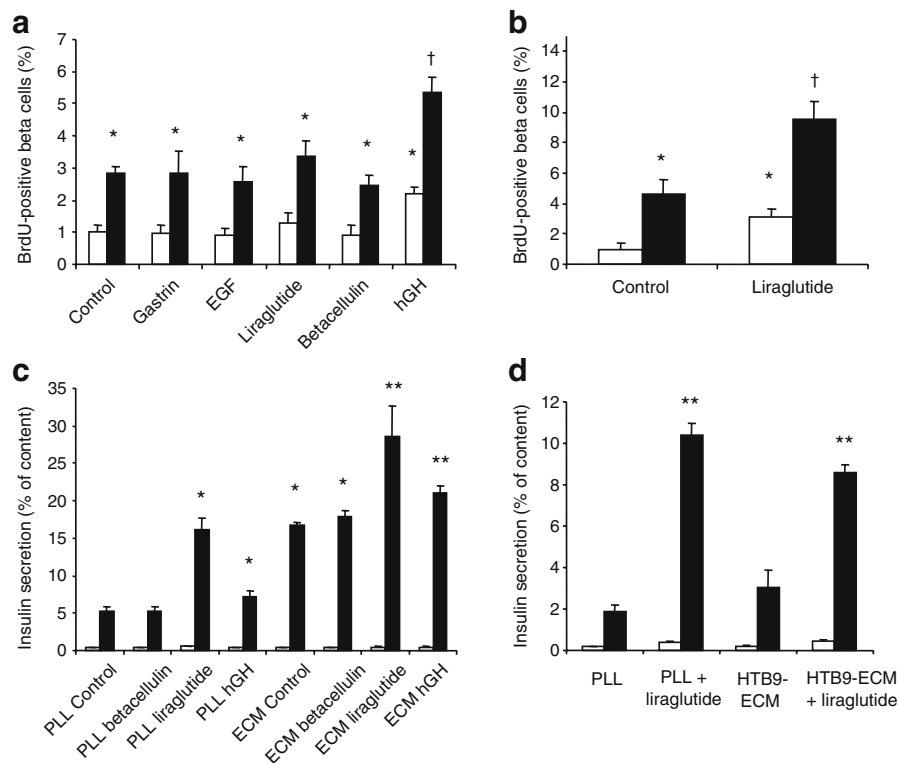 a
BrdU-positive beta cells (%)
7
6
5
4
3
2
1
0
* * * * * * †
Control
Gastrin
EGF
Liraglutide
Betacellulin
hGH
b
BrdU-positive beta cells (%)
14
12
10
8
6
4
2
0
* * †
Control
Liraglutide
c
Insulin secretion (% of content)
35
30
25
20
15
10
5
0
* * * * ** **
PLL Control
PLL betacellulin
PLL liraglutide
PLL hGH
ECM Control
ECM betacellulin
ECM liraglutide
ECM hGH
d
Insulin secretion (% of content)
12
10
8
6
4
2
0
** **
PLL
PLL +
liraglutide
HTB9-
ECM
HTB9-ECM
+ liraglutide